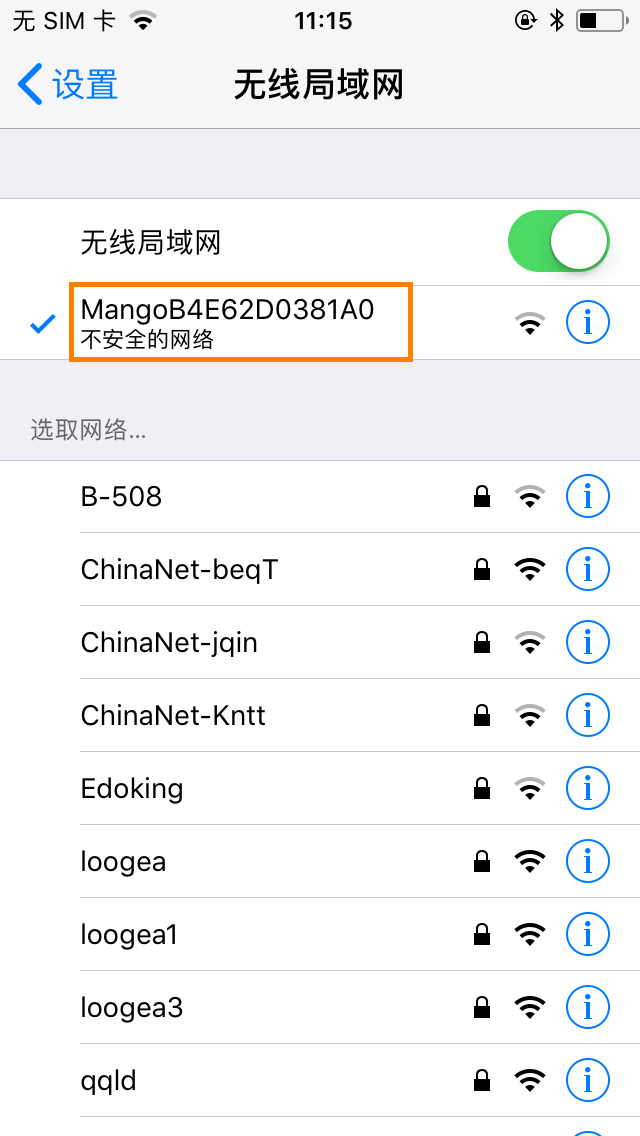 无 SIM 卡 11:15
设置 无线局域网
无线局域网
MangoB4E62D0381A0
不安全的网络
选取网络...
B-508
ChinaNet-beqT
ChinaNet-jqin
ChinaNet-Kntt
Edoking
loogea
loogea1
loogea3
qqld